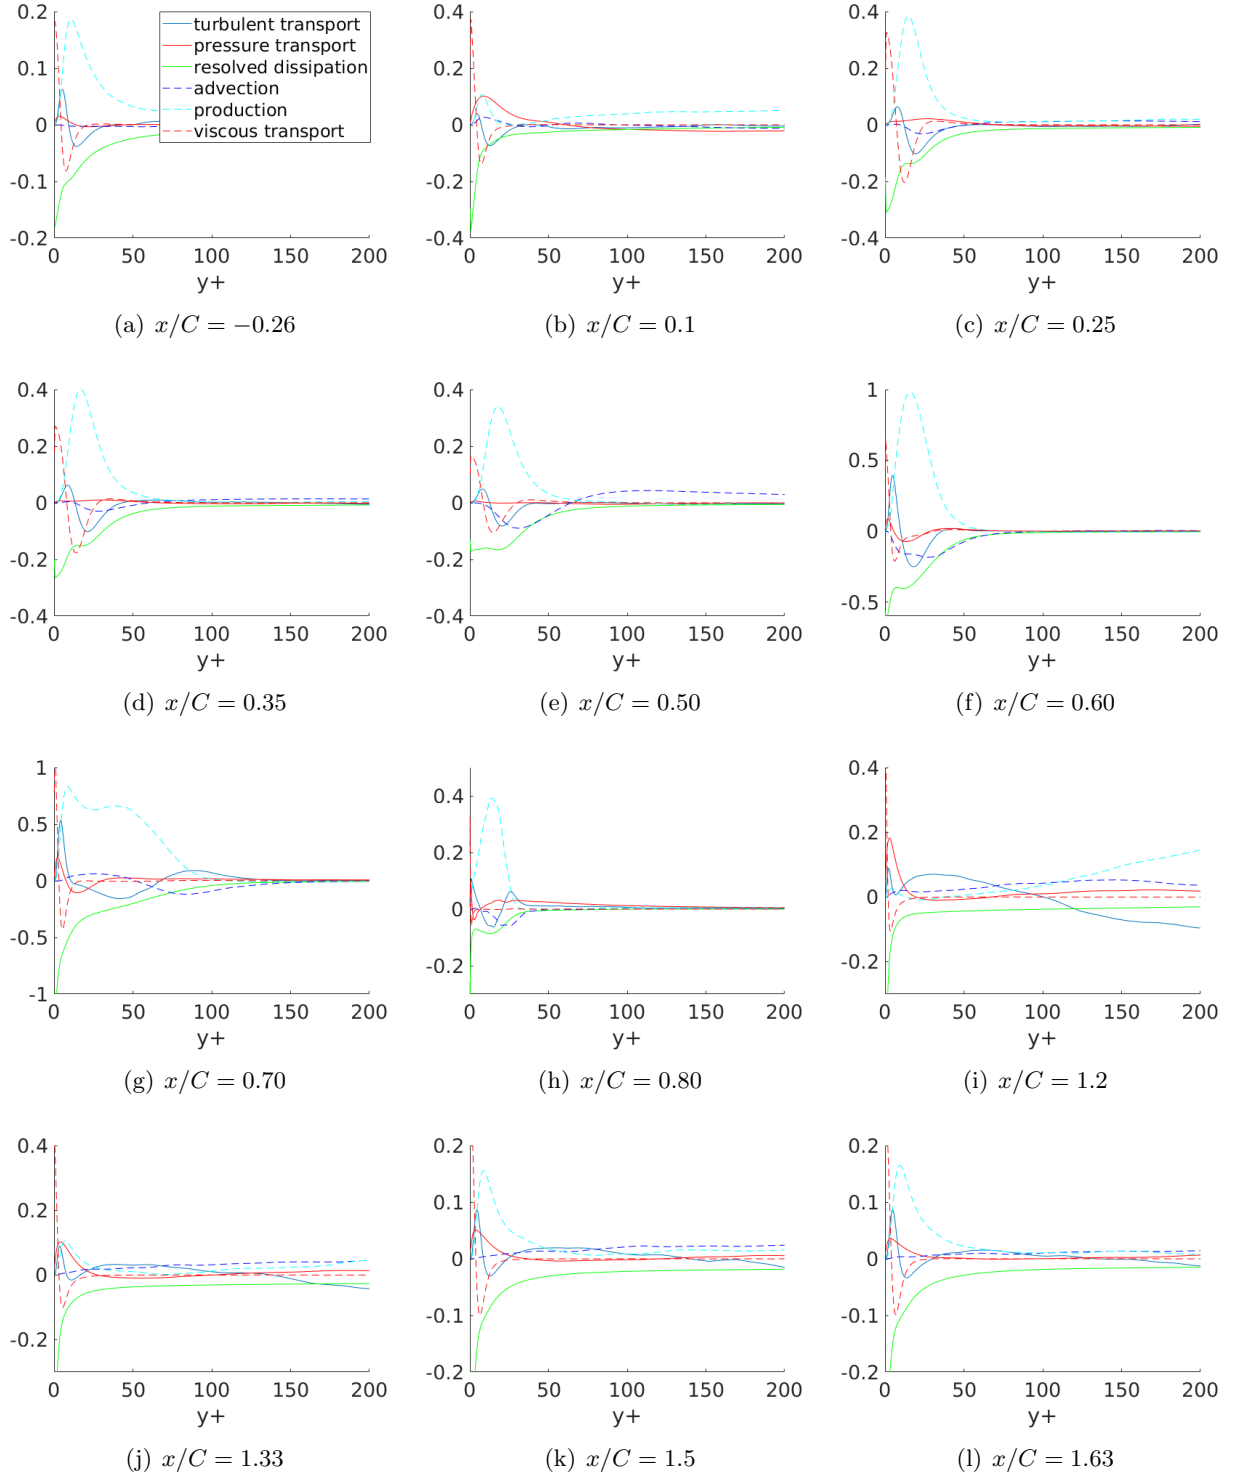 0.2
0.1
0
-0.1
-0.2
turbulent transport
pressure transport
resolved dissipation
advection
production
viscous transport
0 50 100 150 200
y+
(a) x/C = −0.26
0.4
0.2
0
-0.2
-0.4
0 50 100 150 200
y+
(b) x/C = 0.1
0.4
0.2
0
-0.2
-0.4
0 50 100 150 200
y+
(c) x/C = 0.25
0.4
0.2
0
-0.2
-0.4
0 50 100 150 200
y+
(d) x/C = 0.35
0.4
0.2
0
-0.2
-0.4
0 50 100 150 200
y+
(e) x/C = 0.50
1
0.5
0
-0.5
0 50 100 150 200
y+
(f) x/C = 0.60
1
0.5
0
-0.5
-1
0 50 100 150 200
y+
(g) x/C = 0.70
0.4
0.2
0
-0.2
0 50 100 150 200
y+
(h) x/C = 0.80
0.4
0.2
0
-0.2
0 50 100 150 200
y+
(i) x/C = 1.2
0.4
0.2
0
-0.2
0 50 100 150 200
y+
(j) x/C = 1.33
0.2
0.1
0
-0.1
-0.2
0 50 100 150 200
y+
(k) x/C = 1.5
0.2
0.1
0
-0.1
-0.2
0 50 100 150 200
y+
(l) x/C = 1.63